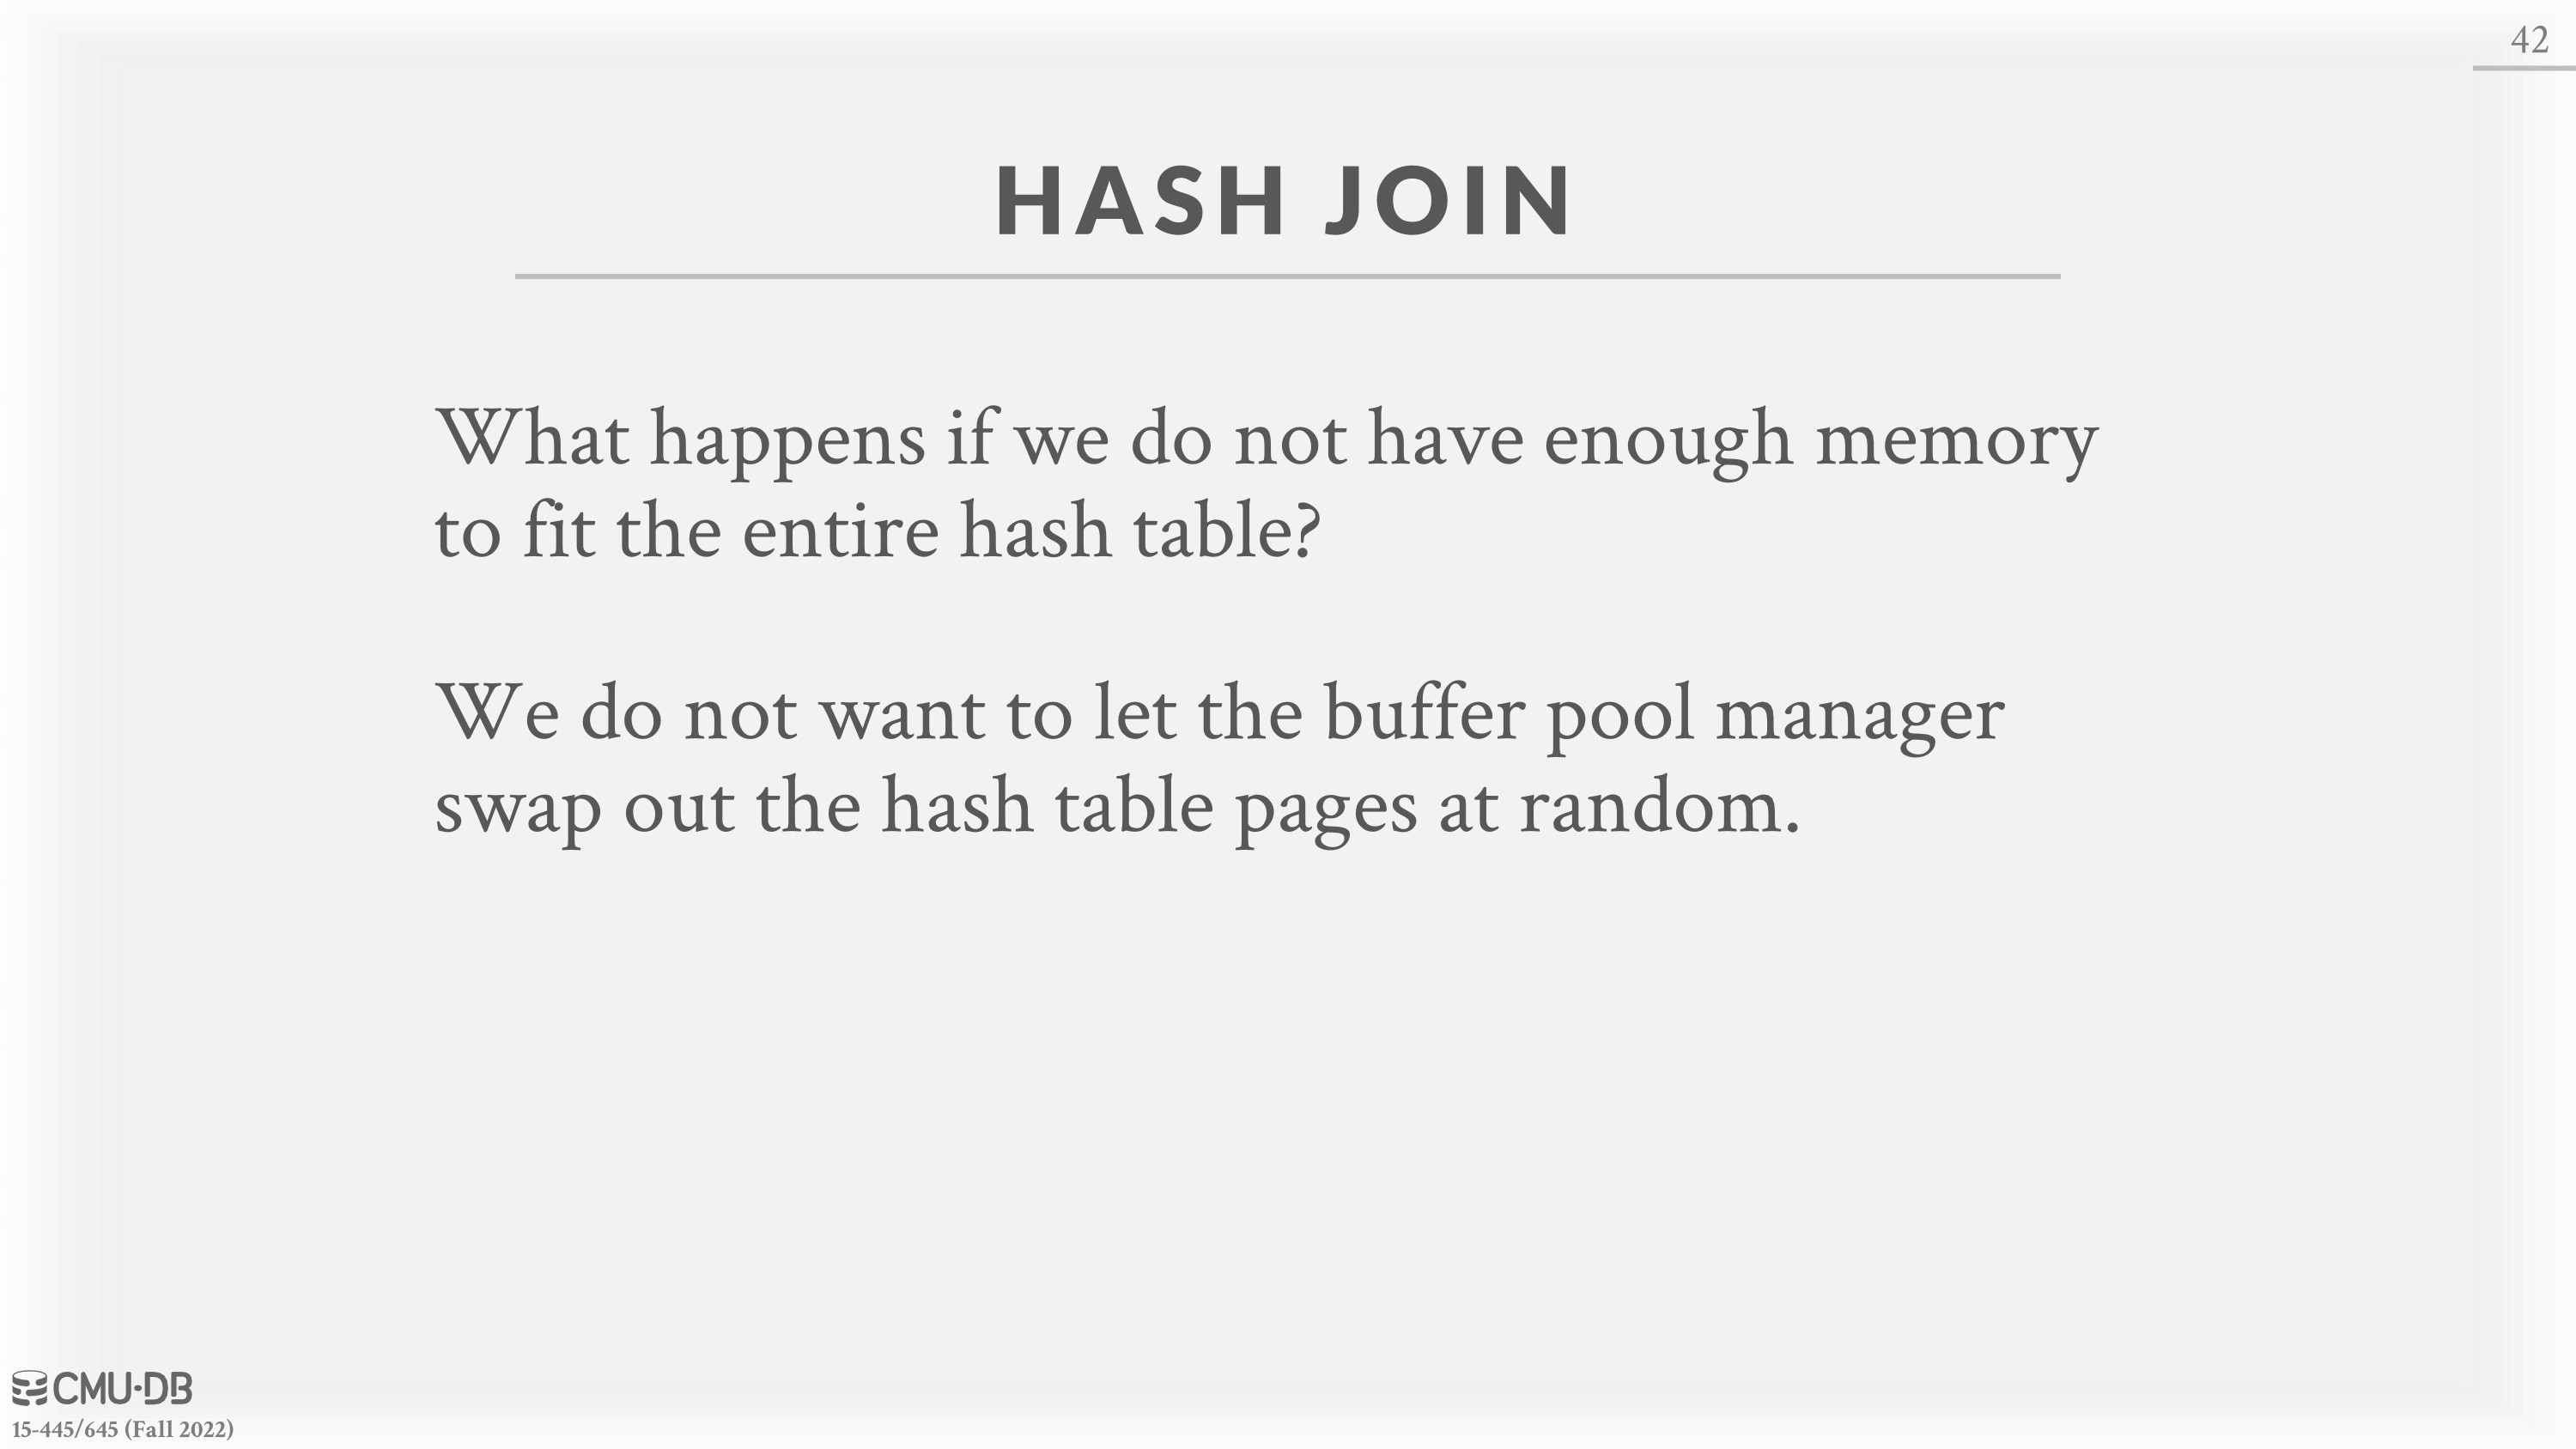 42
HASH JOIN
What happens if we do not have enough memory
to fit the entire hash table?
We do not want to let the buffer pool manager
swap out the hash table pages at random.
CMU·DB
15-445/645 (Fall 2022)